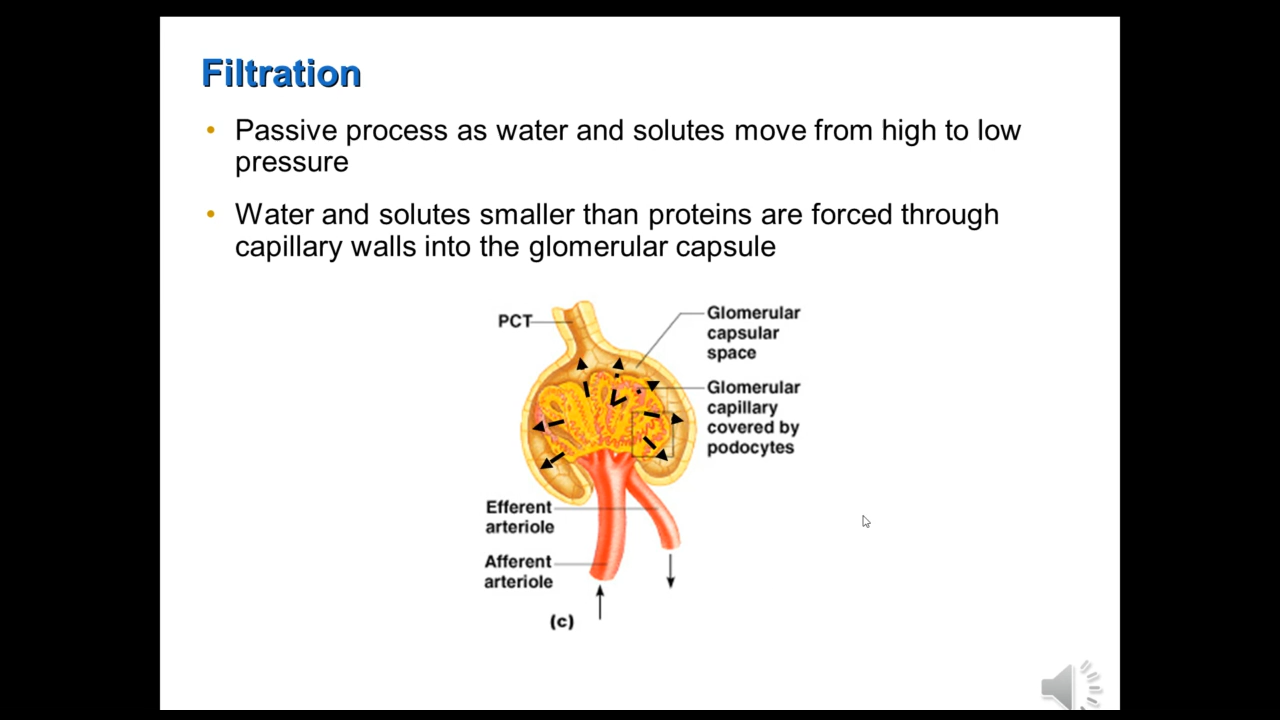 Filtration
• Passive process as water and solutes move from high to low
pressure
• Water and solutes smaller than proteins are forced through
capillary walls into the glomerular capsule
PCT
Glomerular
capsular
space
Glomerular
capillary
covered by
podocytes
Efferent
arteriole
Afferent
arteriole
(c)